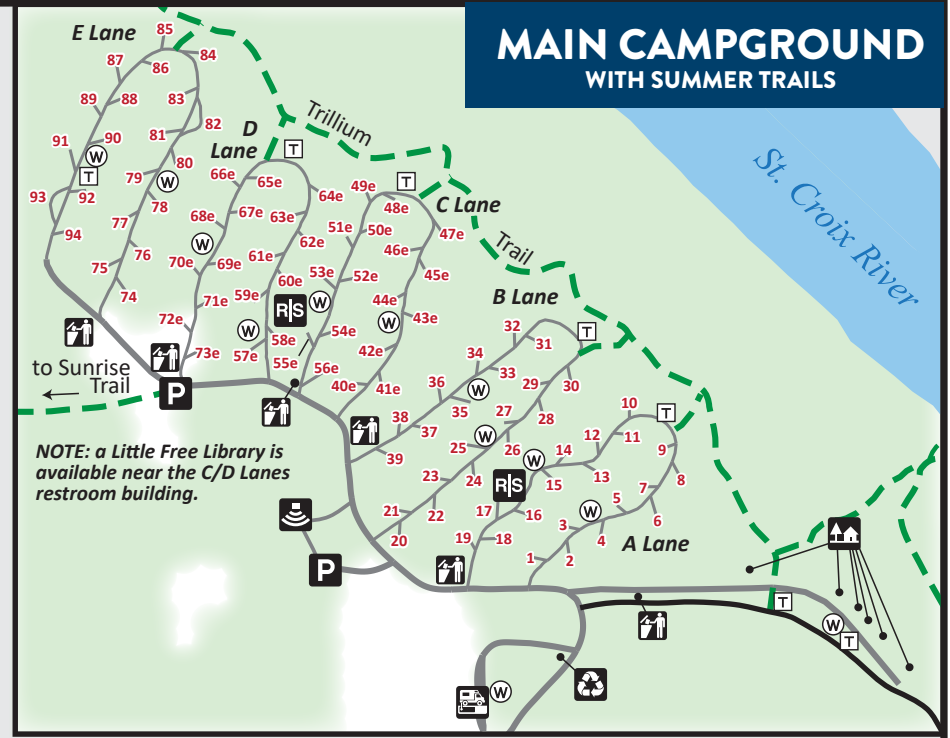 MAIN CAMPGROUND
WITH SUMMER TRAILS
E Lane
85
84
87
86
89
88
83
82
81
91
90
W
80
T
79
W
93
92
78
94
77
76
75
74
D
Lane
T
Trillium
66e
65e
64e
68e
67e
63e
W
62e
70e
69e
61e
60e
71e
59e
R|S
W
72e
W
58e
73e
57e
55e
49e
T
48e
C Lane
51e
50e
47e
46e
53e
52e
45e
44e
W
43e
54e
42e
56e
40e
41e
Trail
St. Croix River
B Lane
32
T
31
34
33
36
W
29
30
35
27
28
38
37
25
W
26
39
23
24
21
22
20
10
T
12
11
9
14
W
13
8
R|S
15
7
5
W
6
17
16
3
4
19
18
1
2
A Lane
to Sunrise
Trail
P
NOTE: a Little Free Library is
available near the C/D Lanes
restroom building.
P
T
W
T
W